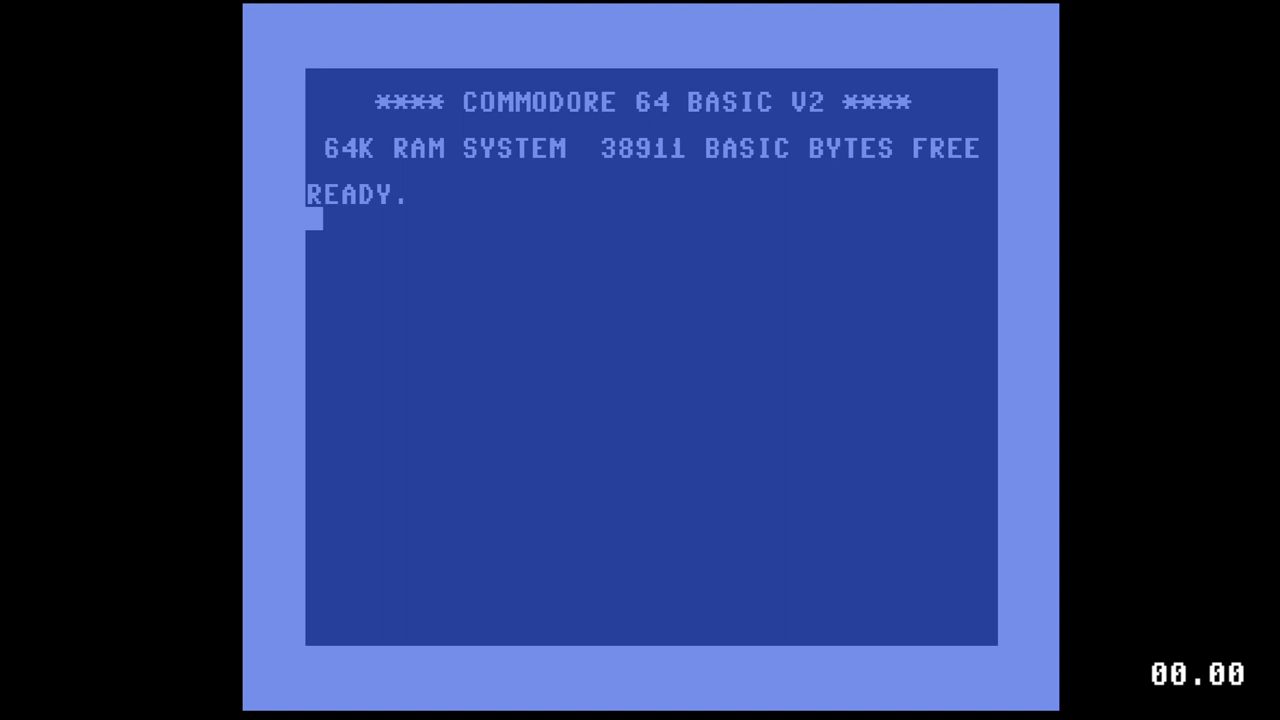 **** COMMODORE 64 BASIC V2 ****
64K RAM SYSTEM  38911 BASIC BYTES FREE
READY.
00.00